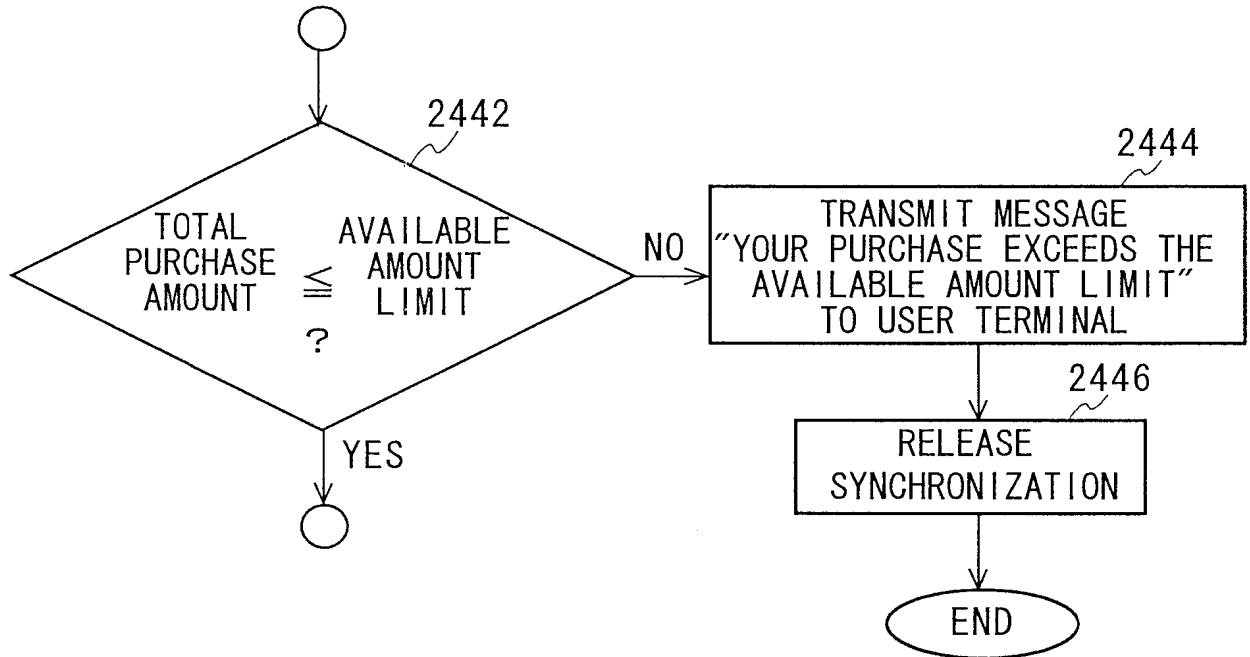 2442
TOTAL
PURCHASE
AMOUNT
≦
AVAILABLE
AMOUNT
LIMIT
?
YES
NO
2444
TRANSMIT MESSAGE
"YOUR PURCHASE EXCEEDS THE
AVAILABLE AMOUNT LIMIT"
TO USER TERMINAL
2446
RELEASE
SYNCHRONIZATION
END